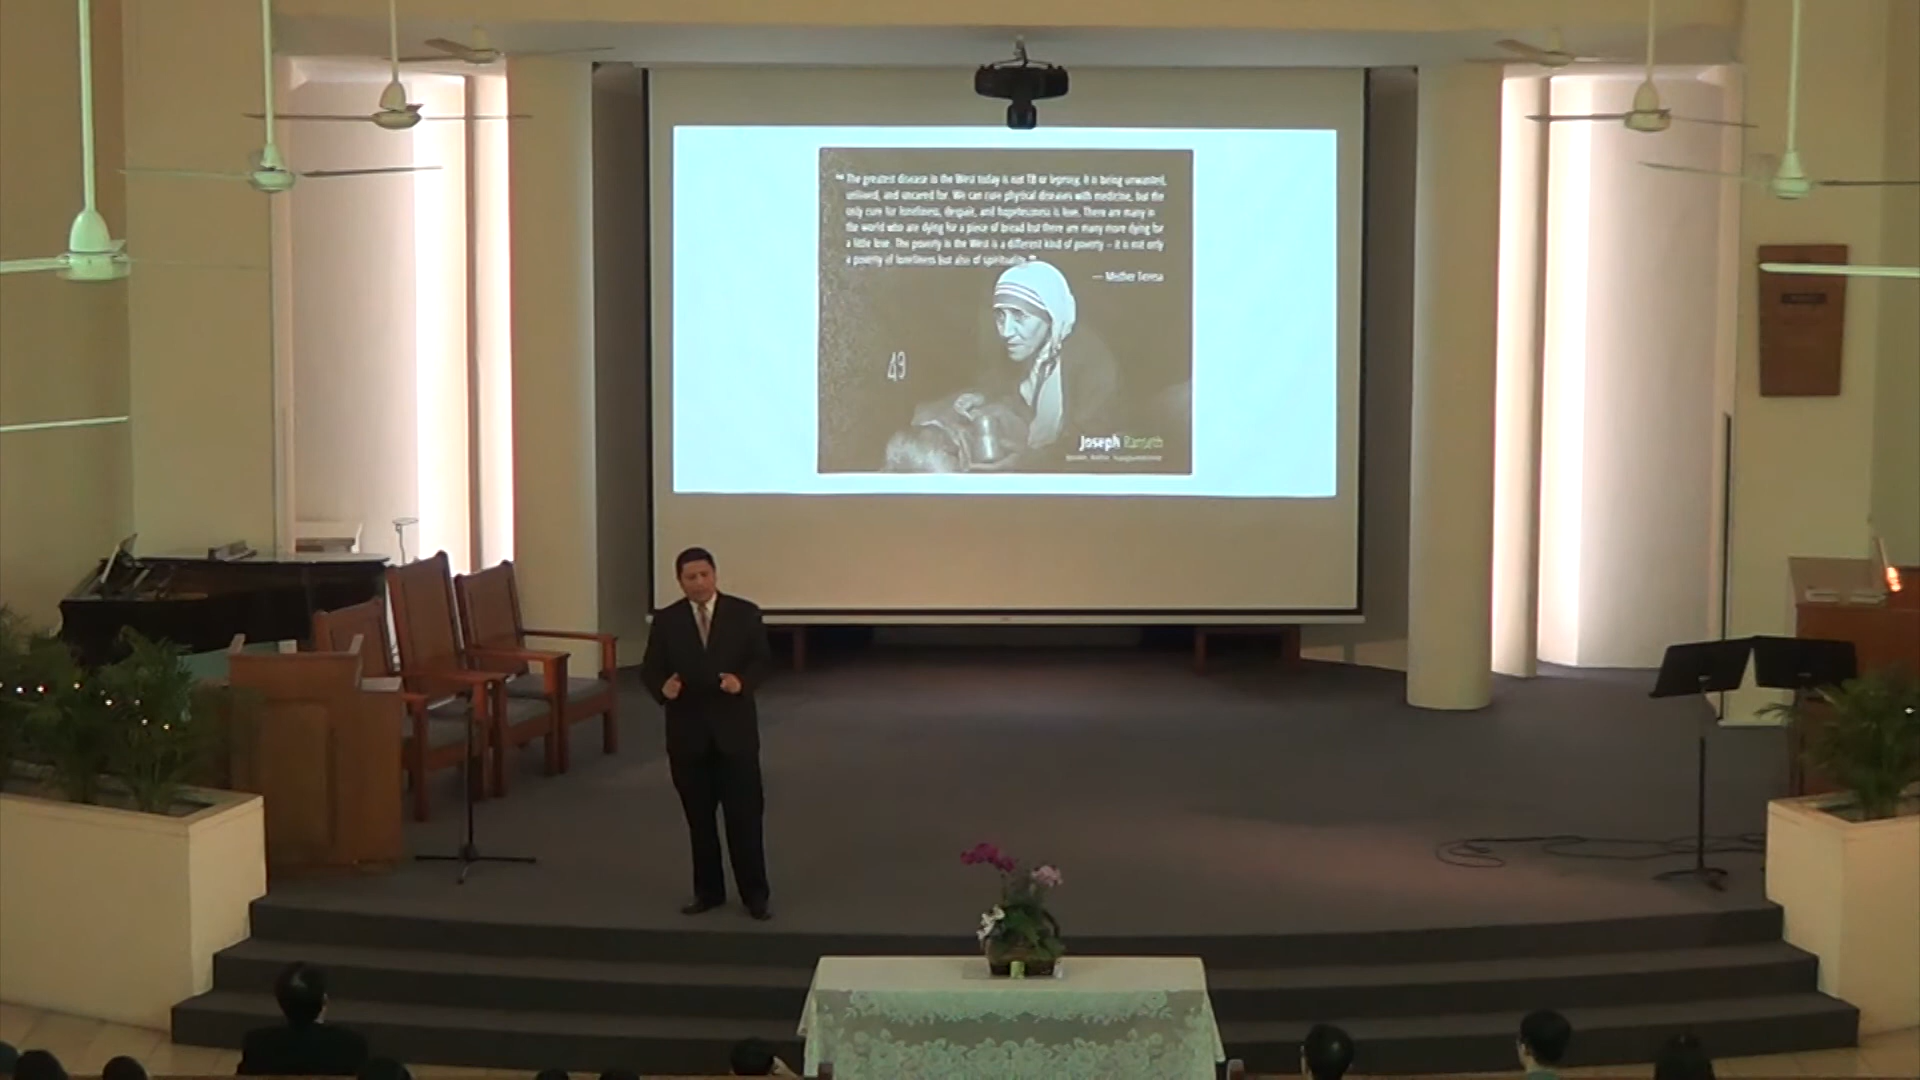 “ The greatest disease in the West today is not TB or leprosy; it is being unwanted,
unloved, and uncared for. We can cure physical diseases with medicine, but the
only cure for loneliness, despair, and hopelessness is love. There are many in
the world who are dying for a piece of bread but there are many more dying for
a little love. The poverty in the West is a different kind of poverty – it is not only
a poverty of loneliness but also of spirituality. ”
— Mother Teresa
49
Joseph